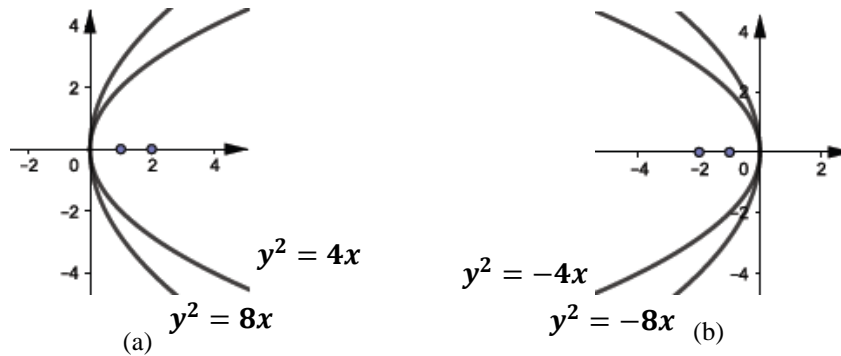 4
2
-2 0 2 4
-2
-4
y² = 4x
y² = 8x
(a)
4
2
-4 -2 0 2
-2
-4
y² = −4x
y² = −8x
(b)